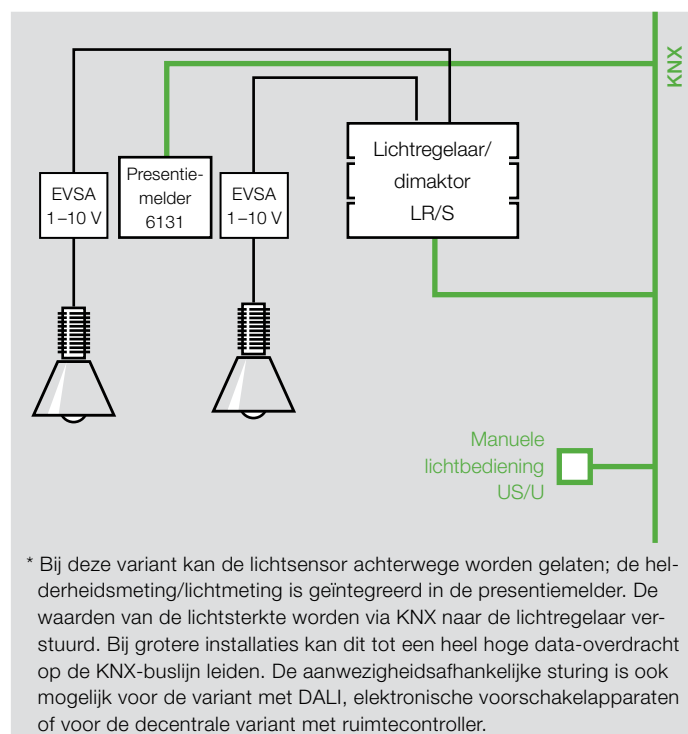 KNX
Lichtregelaar/
dimaktor
LR/S
EVSA
1–10 V
Presentie-
melder
6131
EVSA
1–10 V
Manuele
lichtbediening
US/U
* Bij deze variant kan de lichtsensor achterwege worden gelaten; de hel-
derheidsmeting/lichtmeting is geïntegreerd in de presentiemelder. De
waarden van de lichtsterkte worden via KNX naar de lichtregelaar ver-
stuurd. Bij grotere installaties kan dit tot een heel hoge data-overdracht
op de KNX-buslijn leiden. De aanwezigheidsafhankelijke sturing is ook
mogelijk voor de variant met DALI, elektronische voorschakelapparaten
of voor de decentrale variant met ruimtecontroller.